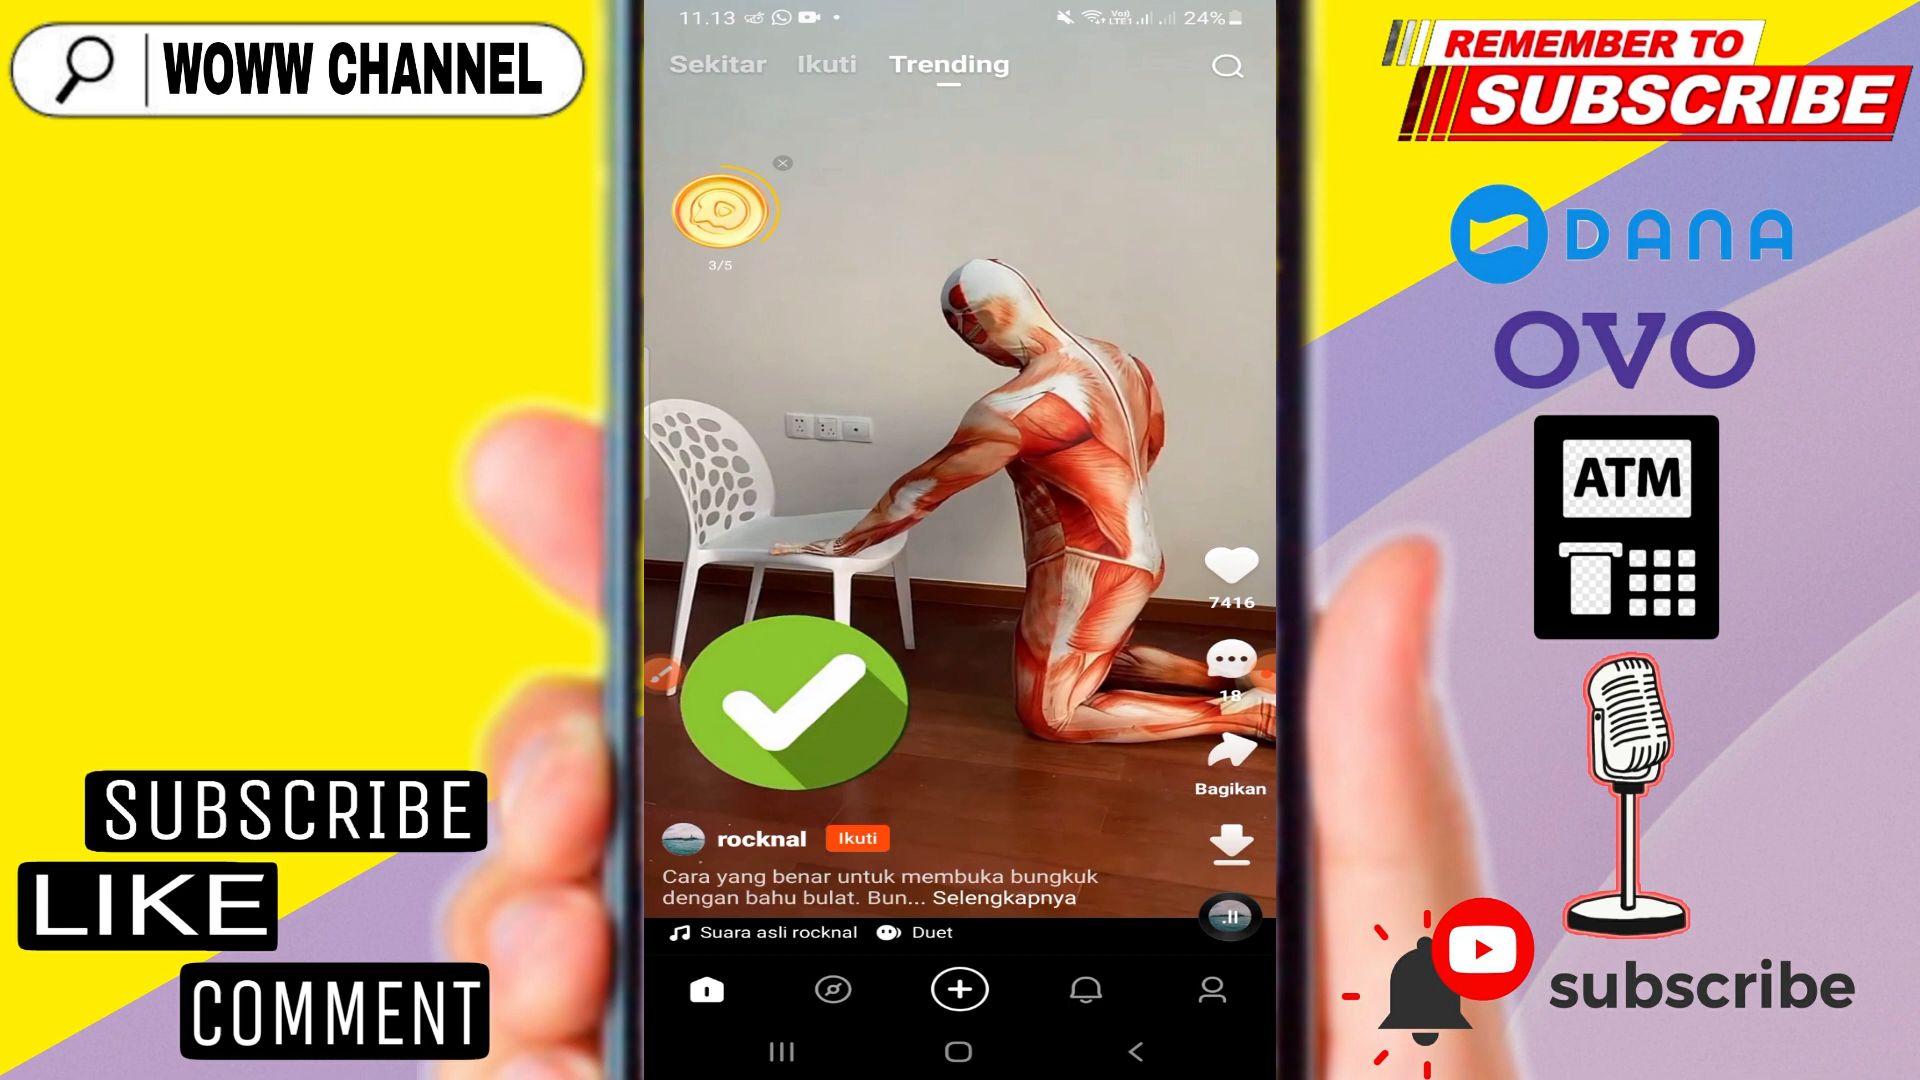 WOWW CHANNEL
11.13
Vo))
LTE1
24%
REMEMBER TO
SUBSCRIBE
Sekitar Ikuti Trending
3/5
DANA
OVO
ATM
7416
18
Bagikan
rocknal Ikuti
Cara yang benar untuk membuka bungkuk
dengan bahu bulat. Bun... Selengkapnya
Suara asli rocknal Duet
SUBSCRIBE
LIKE
COMMENT
subscribe